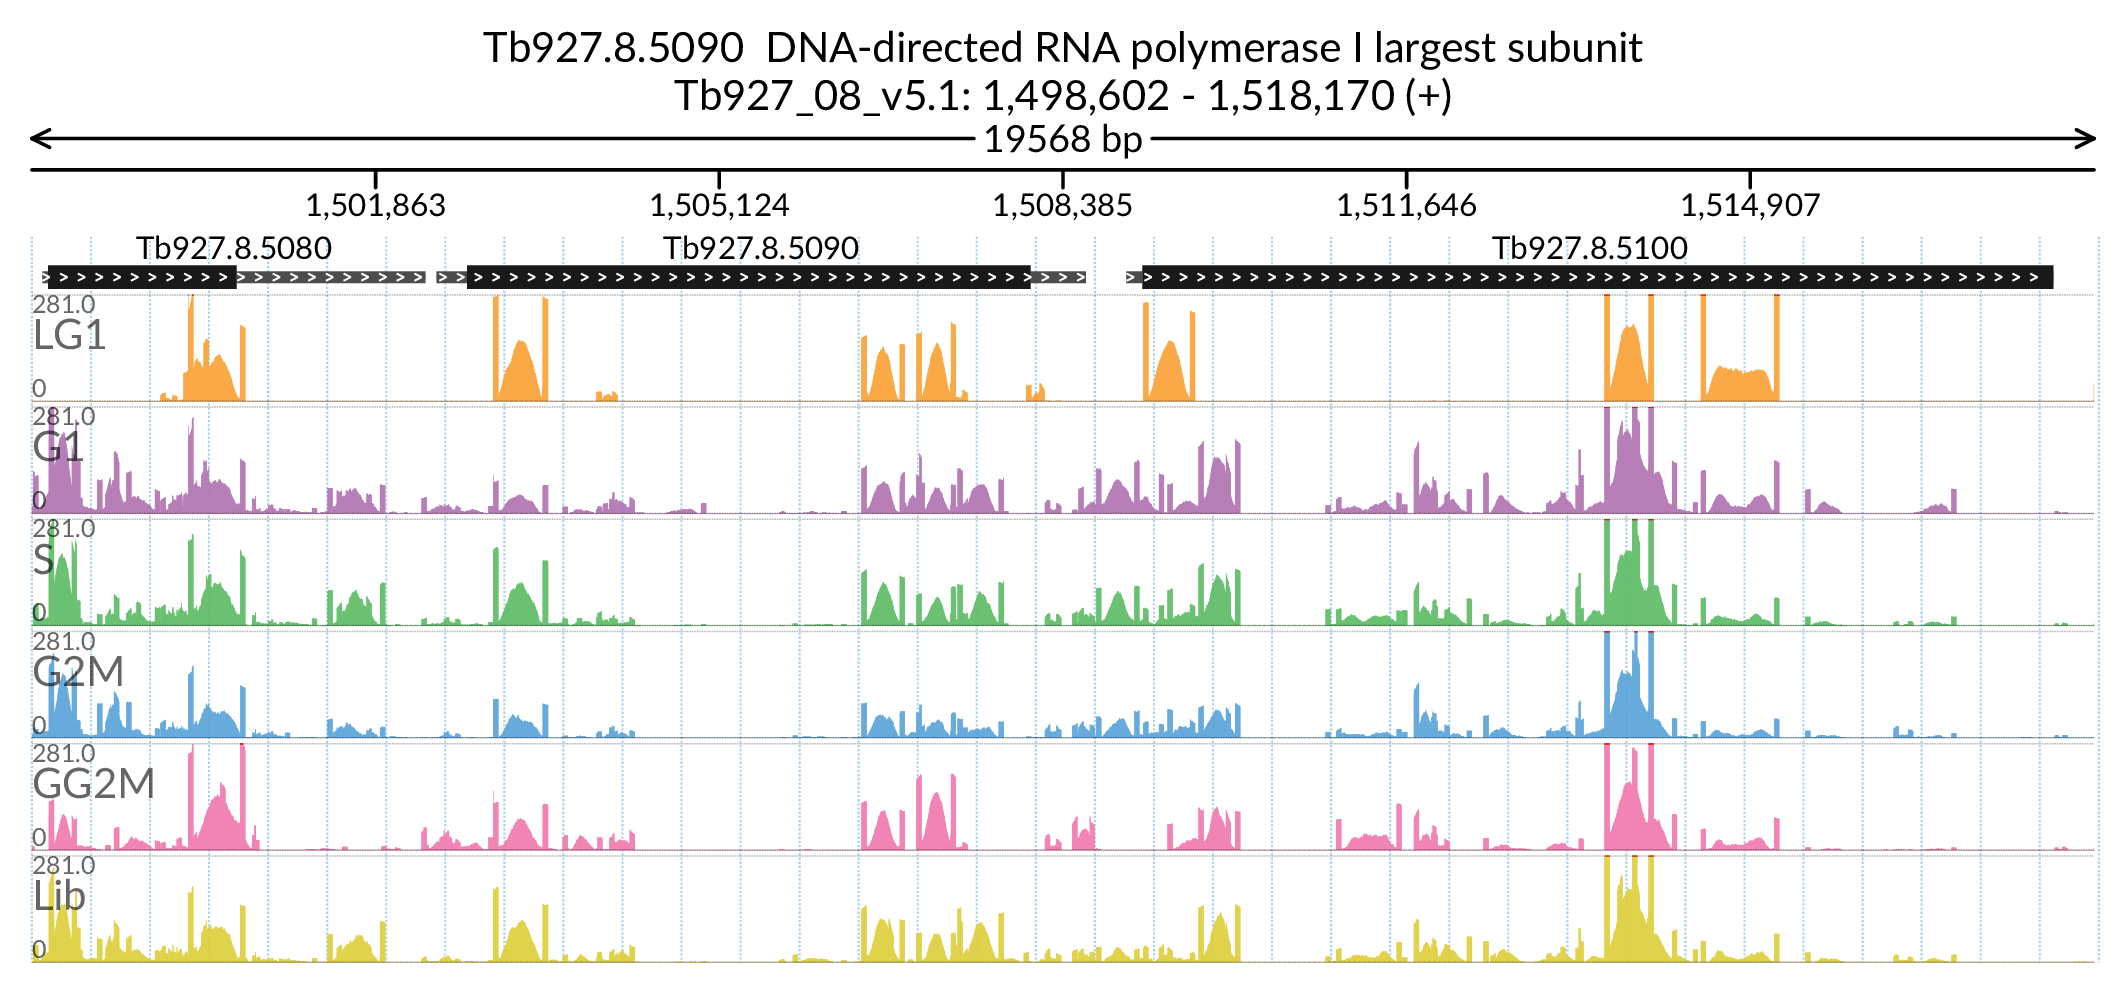 Tb927.8.5090 DNA-directed RNA polymerase I largest subunit
Tb927_08_v5.1: 1,498,602 - 1,518,170 (+)
19568 bp
1,501,863 1,505,124 1,508,385 1,511,646 1,514,907
Tb927.8.5080 Tb927.8.5090 Tb927.8.5100
281.0
LG1
0
281.0
G1
0
281.0
S
0
281.0
G2M
0
281.0
GG2M
0
281.0
Lib
0